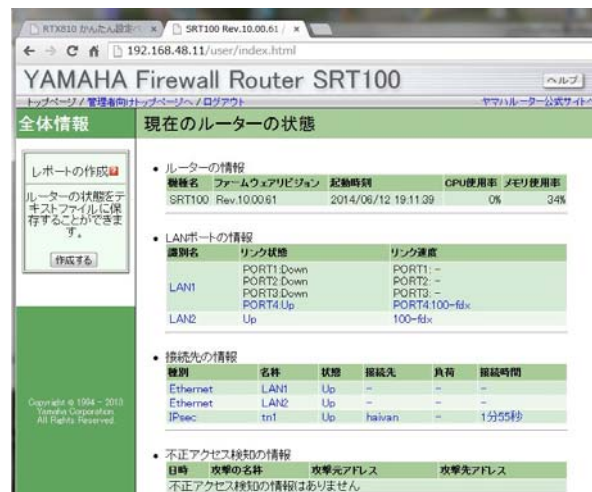 RTX810 かんたん設定ペ
SRT100 Rev.10.00.61 /
192.168.48.11/user/index.html
YAMAHA Firewall Router SRT100
ヘルプ
トップページ / 管理者向けトップページへ / ログアウト
ヤマハルーター公式サイトへ
全体情報
現在のルーターの状態
レポートの作成
ルーターの状態をテキストファイルに保存することができます。
作成する
ルーターの情報
機種名 ファームウェアリビジョン 起動時刻 CPU使用率 メモリ使用率
SRT100 Rev.10.00.61 2014/06/12 19:11:39 0% 34%
LANポートの情報
識別名 リンク状態 リンク速度
LAN1
PORT1:Down PORT1: -
PORT2:Down PORT2: -
PORT3:Down PORT3: -
PORT4:Up PORT4:100-fdx
LAN2 Up 100-fdx
接続先の情報
種別 名称 状態 接続先 負荷 接続時間
Ethernet LAN1 Up - - -
Ethernet LAN2 Up - - -
IPsec tn1 Up haivan - 1分55秒
不正アクセス検知の情報
日時 攻撃の名称 攻撃元アドレス 攻撃先アドレス
不正アクセス検知の情報はありません
Copyright © 1994 - 2013
Yamaha Corporation.
All Rights Reserved.